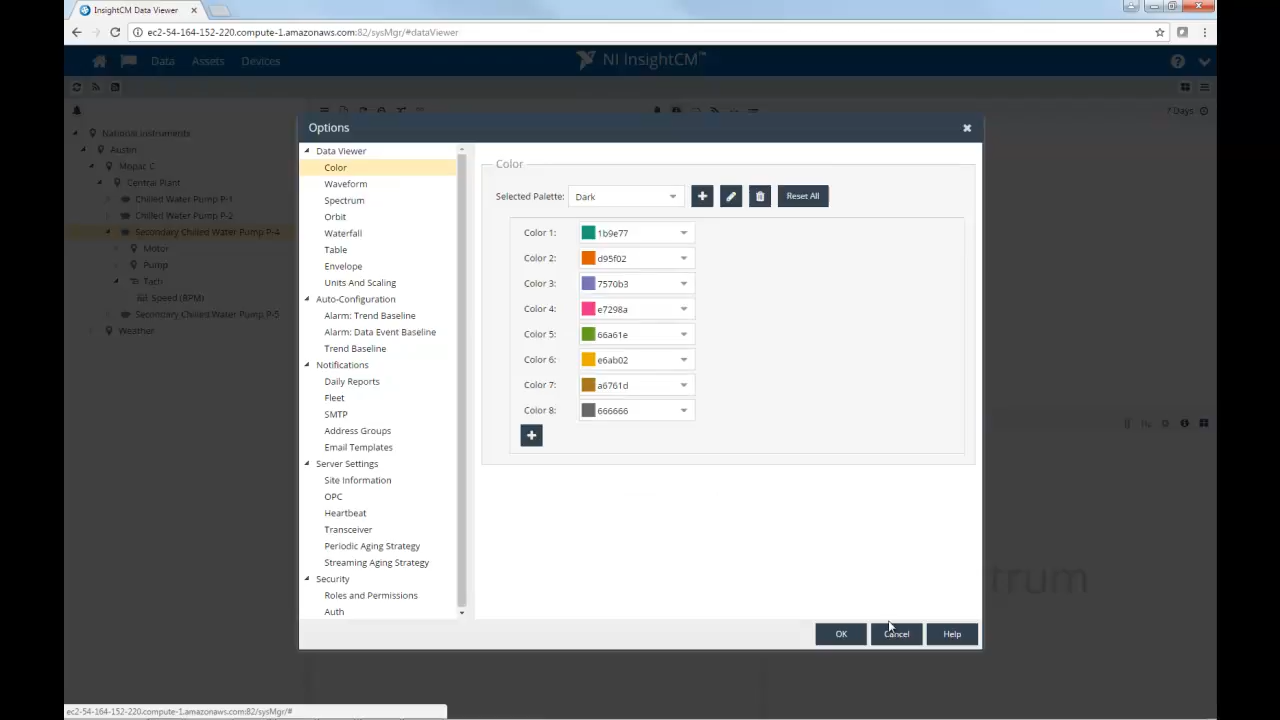 InsightCM Data Viewer
ec2-54-164-152-220.compute-1.amazonaws.com:82/sysMgr/#dataViewer
Data Assets Devices
NI InsightCM™
7 Days
National Instruments
Austin
Mopac C
Central Plant
Chilled Water Pump P-1
Chilled Water Pump P-2
Secondary Chilled Water Pump P-4
Motor
Pump
Tach
Speed (RPM)
Secondary Chilled Water Pump P-5
Weather
Options
Data Viewer
Color
Waveform
Spectrum
Orbit
Waterfall
Table
Envelope
Units And Scaling
Auto-Configuration
Alarm: Trend Baseline
Alarm: Data Event Baseline
Trend Baseline
Notifications
Daily Reports
Fleet
SMTP
Address Groups
Email Templates
Server Settings
Site Information
OPC
Heartbeat
Transceiver
Periodic Aging Strategy
Streaming Aging Strategy
Security
Roles and Permissions
Auth
Color
Selected Palette: Dark Reset All
Color 1: 1b9e77
Color 2: d95f02
Color 3: 7570b3
Color 4: e7298a
Color 5: 66a61e
Color 6: e6ab02
Color 7: a6761d
Color 8: 666666
trum
OK Cancel Help
ec2-54-164-152-220.compute-1.amazonaws.com:82/sysMgr/#